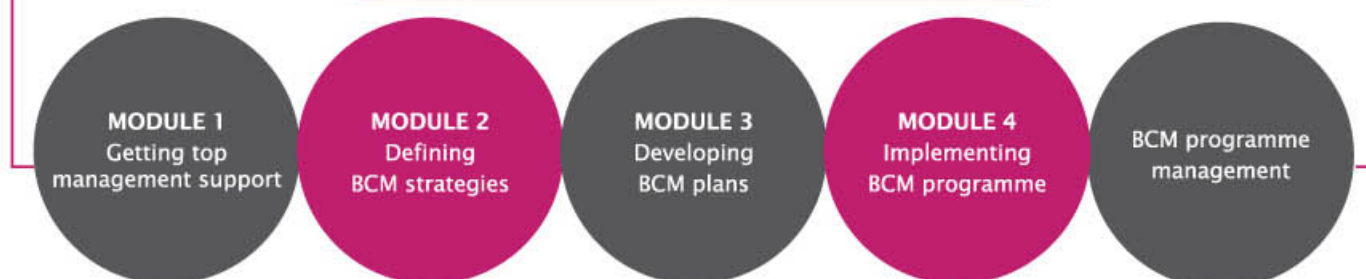 MODULE 1
Getting top
management support
MODULE 2
Defining
BCM strategies
MODULE 3
Developing
BCM plans
MODULE 4
Implementing
BCM programme
BCM programme
management